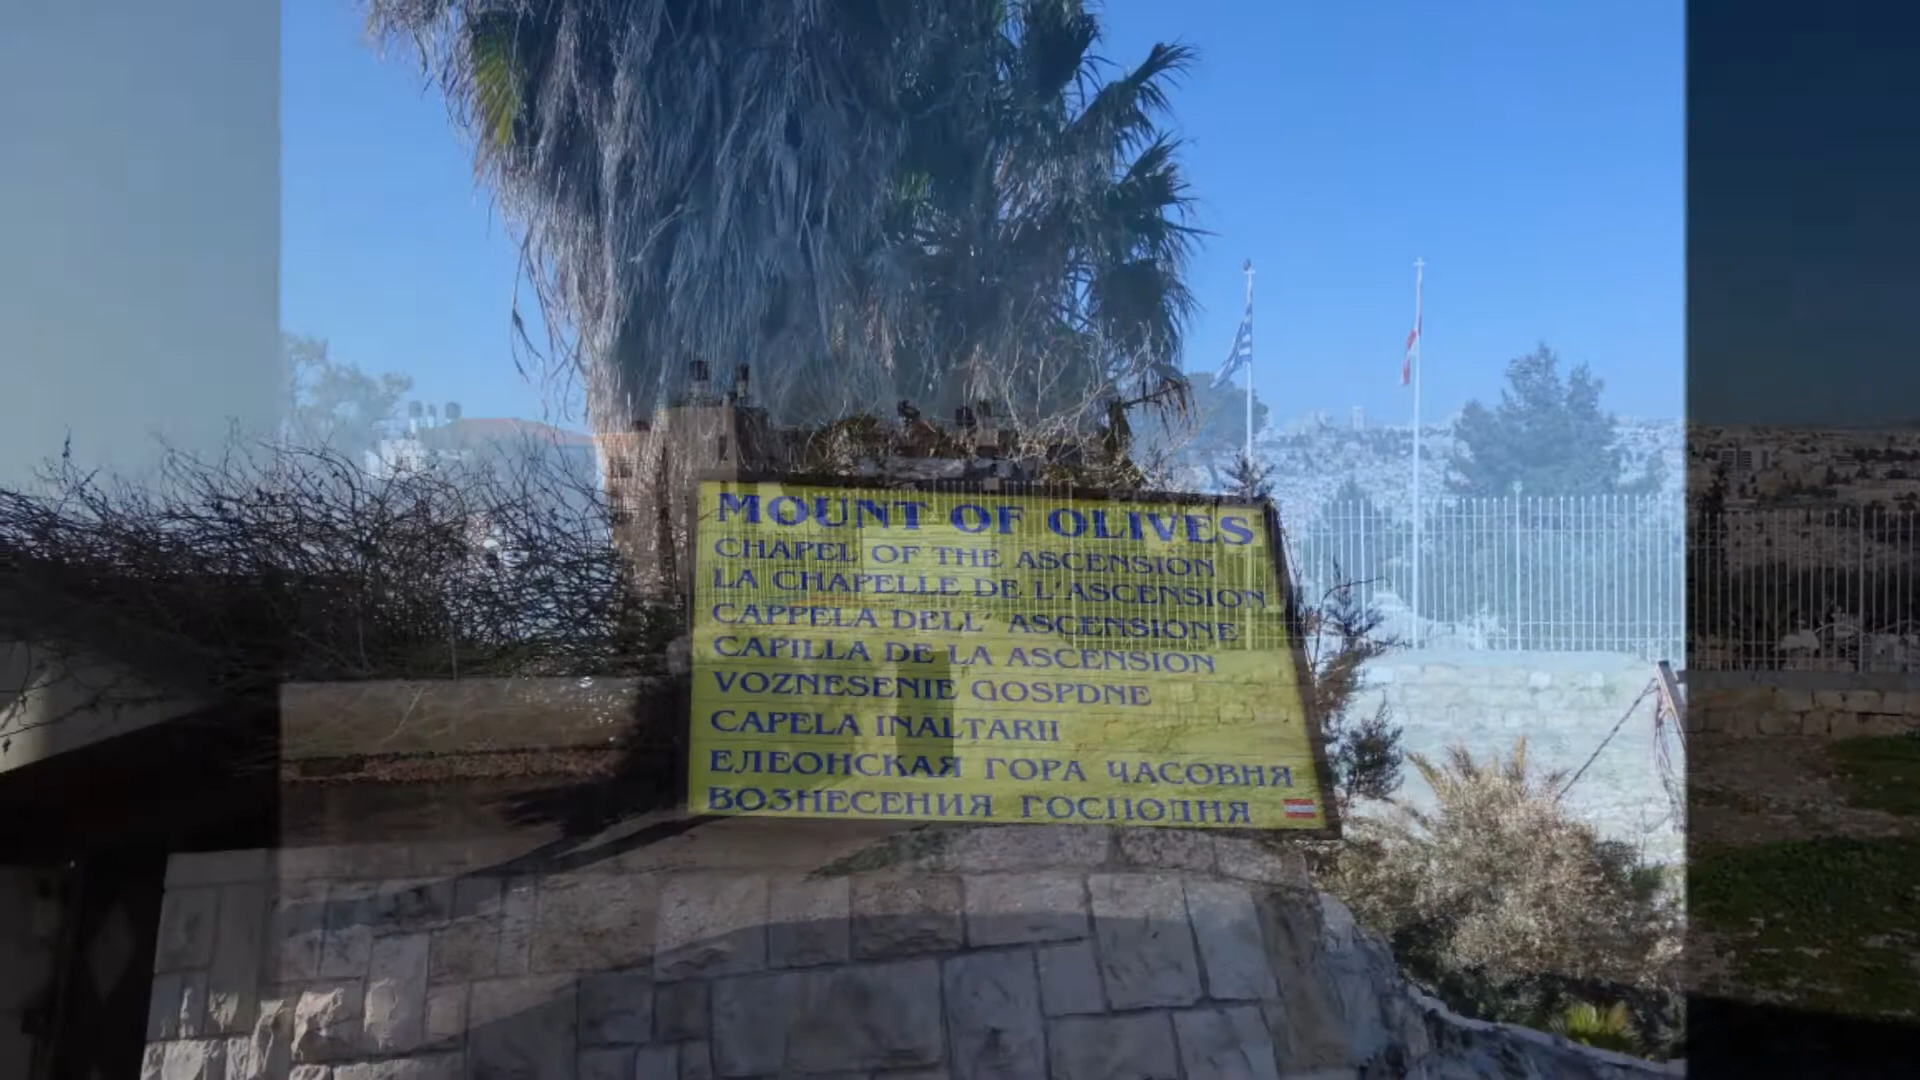 MOUNT OF OLIVES
CHAPEL OF THE ASCENSION
LA CHAPELLE DE L'ASCENSION
CAPPELA DELL' ASCENSIONE
CAPILLA DE LA ASCENSION
VOZNESENIE GOSPDNE
CAPELA INALTARII
ЕЛЕОНСКАЯ ГОРА ЧАСОВНЯ
ВОЗНЕСЕНИЯ ГОСПОДНЯ